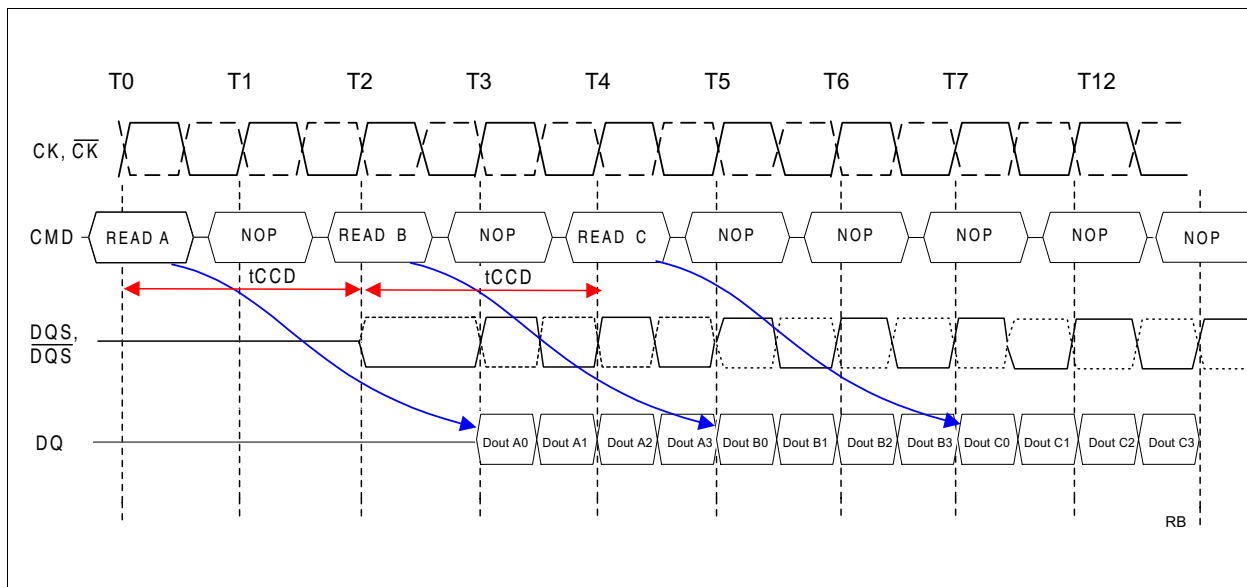 T0 T1 T2 T3 T4 T5 T6 T7 T12
CK, CK
CMD READ A NOP READ B NOP READ C NOP NOP NOP NOP NOP
tCCD tCCD
DQS,
DQS
DQ Dout A0 Dout A1 Dout A2 Dout A3 Dout B0 Dout B1 Dout B2 Dout B3 Dout C0 Dout C1 Dout C2 Dout C3
RB